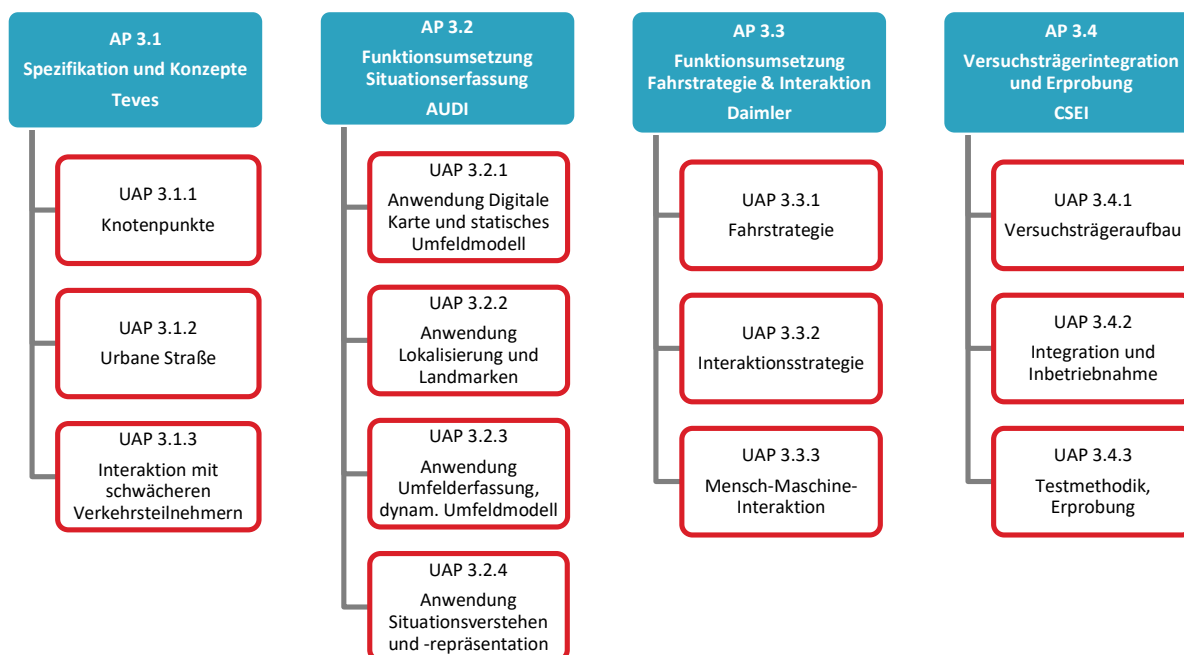 AP 3.1
Spezifikation und Konzepte
Teves
UAP 3.1.1
Knotenpunkte
UAP 3.1.2
Urbane Straße
UAP 3.1.3
Interaktion mit
schwächeren
Verkehrsteilnehmern
AP 3.2
Funktionsumsetzung
Situationserfassung
AUDI
UAP 3.2.1
Anwendung Digitale
Karte und statisches
Umfeldmodell
UAP 3.2.2
Anwendung
Lokalisierung und
Landmarken
UAP 3.2.3
Anwendung
Umfelderfassung,
dynam. Umfeldmodell
UAP 3.2.4
Anwendung
Situationsverstehen
und -repräsentation
AP 3.3
Funktionsumsetzung
Fahrstrategie & Interaktion
Daimler
UAP 3.3.1
Fahrstrategie
UAP 3.3.2
Interaktionsstrategie
UAP 3.3.3
Mensch-Maschine-
Interaktion
AP 3.4
Versuchsträgerintegration
und Erprobung
CSEI
UAP 3.4.1
Versuchsträgeraufbau
UAP 3.4.2
Integration und
Inbetriebnahme
UAP 3.4.3
Testmethodik,
Erprobung